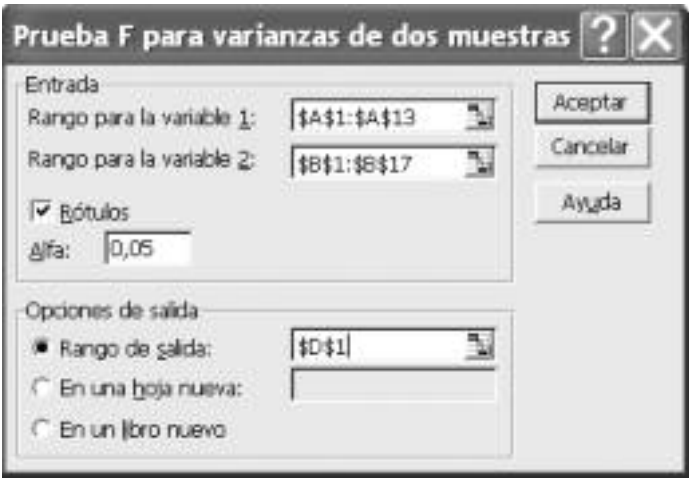 Prueba F para varianzas de dos muestras ? X
Entrada
Rango para la variable 1: $A$1:$A$13
Rango para la variable 2: $B$1:$B$17
Rótulos
Alfa: 0,05
Aceptar
Cancelar
Ayuda
Opciones de salida
Rango de salida: $D$1
En una hoja nueva:
En un libro nuevo